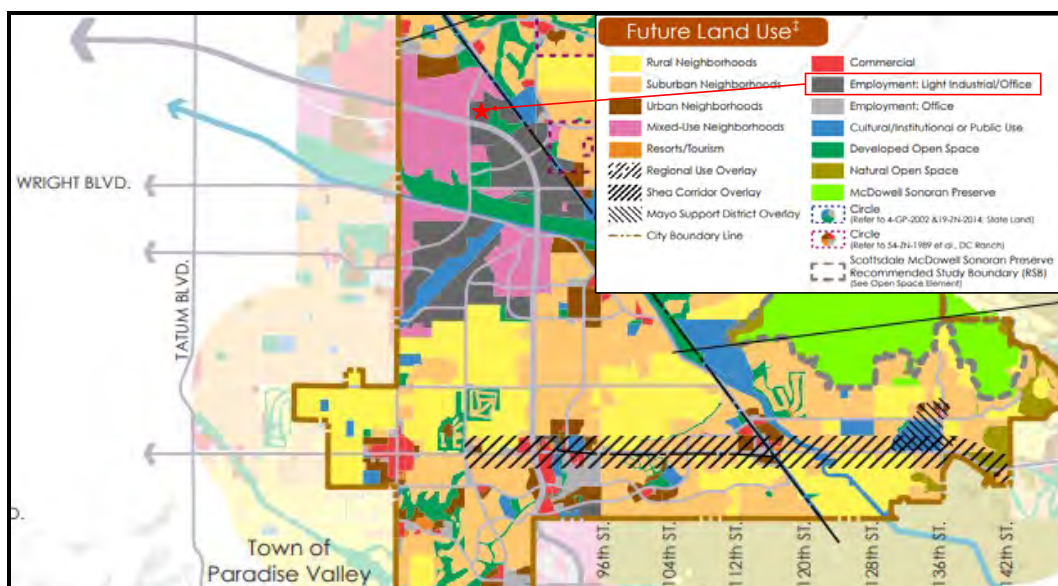 Future Land Use‡
Rural Neighborhoods
Suburban Neighborhoods
Urban Neighborhoods
Mixed-Use Neighborhoods
Resorts/Tourism
Regional Use Overlay
Shea Corridor Overlay
Mayo Support District Overlay
City Boundary Line
Commercial
Employment: Light Industrial/Office
Employment: Office
Cultural/Institutional or Public Use
Developed Open Space
Natural Open Space
McDowell Sonoran Preserve
Circle
(Refer to 4-GP-2002 & 19-ZN-2014; State Land)
Circle
(Refer to 54-ZN-1989 et al., DC Ranch)
Scottsdale McDowell Sonoran Preserve
Recommended Study Boundary (RSB)
(See Open Space Element)
WRIGHT BLVD.
TATUM BLVD.
D.
Town of
Paradise Valley
96th ST.
104th ST.
112th ST.
120th ST.
128th ST.
136th ST.
142th ST.